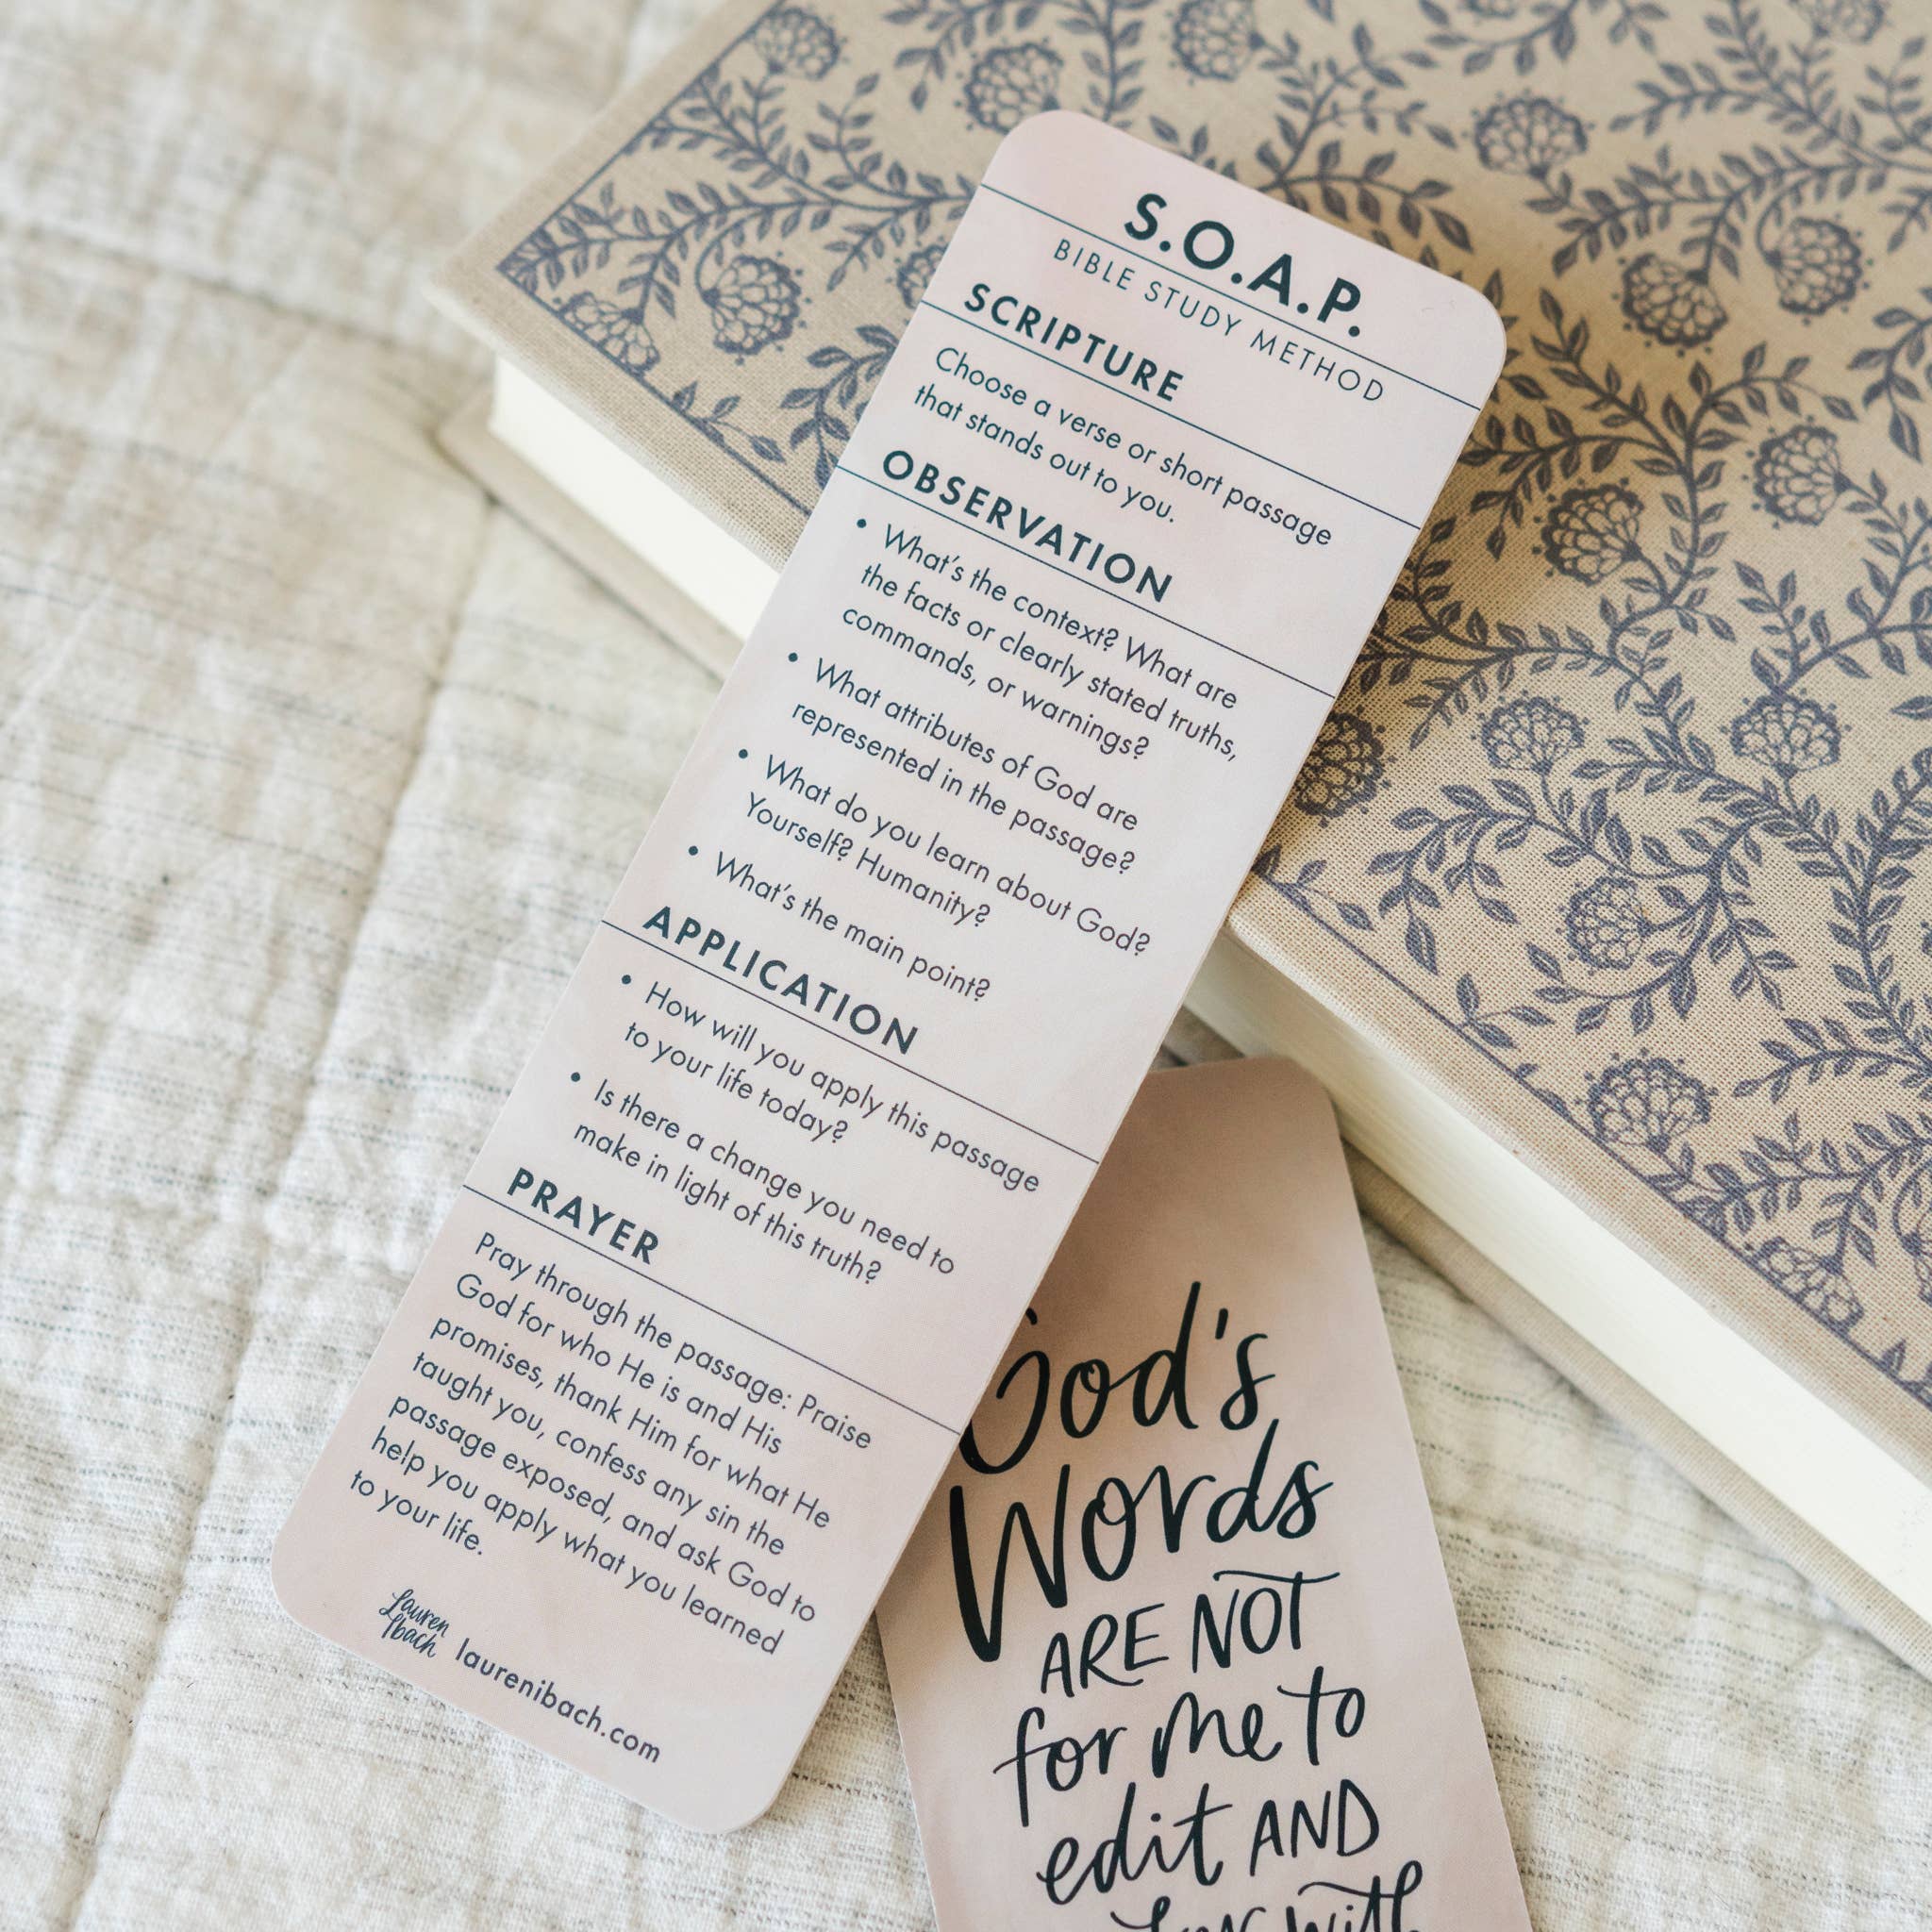 S.O.A.P.
BIBLE STUDY METHOD
SCRIPTURE
Choose a verse or short passage
that stands out to you.
OBSERVATION
• What's the context? What are
the facts or clearly stated truths,
commands, or warnings?
• What attributes of God are
represented in the passage?
• What do you learn about God?
Yourself? Humanity?
• What's the main point?
APPLICATION
• How will you apply this passage
to your life today?
• Is there a change you need to
make in light of this truth?
PRAYER
Pray through the passage: Praise
God for who He is and His
promises, thank Him for what He
taught you, confess any sin the
passage exposed, and ask God to
help you apply what you learned
to your life.
Lauren
Ibach
laurenibach.com
God's
Words
ARE NOT
for me to
edit AND
with